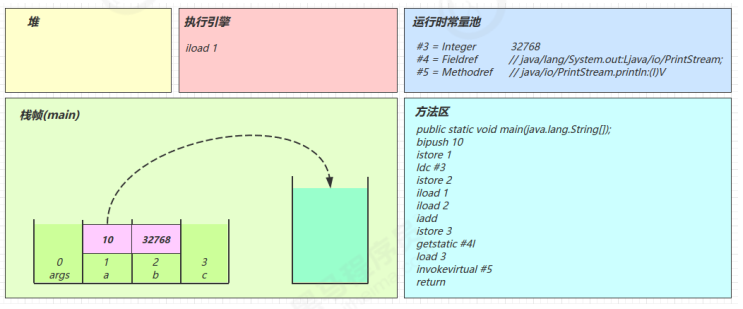 堆
执行引擎
iload 1
运行时常量池
#3 = Integer 32768
#4 = Fieldref // java/lang/System.out:Ljava/io/PrintStream;
#5 = Methodref // java/io/PrintStream.println:(I)V
栈帧(main)
10 32768
0 1 2 3
args a b c
方法区
public static void main(java.lang.String[]);
bipush 10
istore 1
ldc #3
istore 2
iload 1
iload 2
iadd
istore 3
getstatic #4l
load 3
invokevirtual #5
return